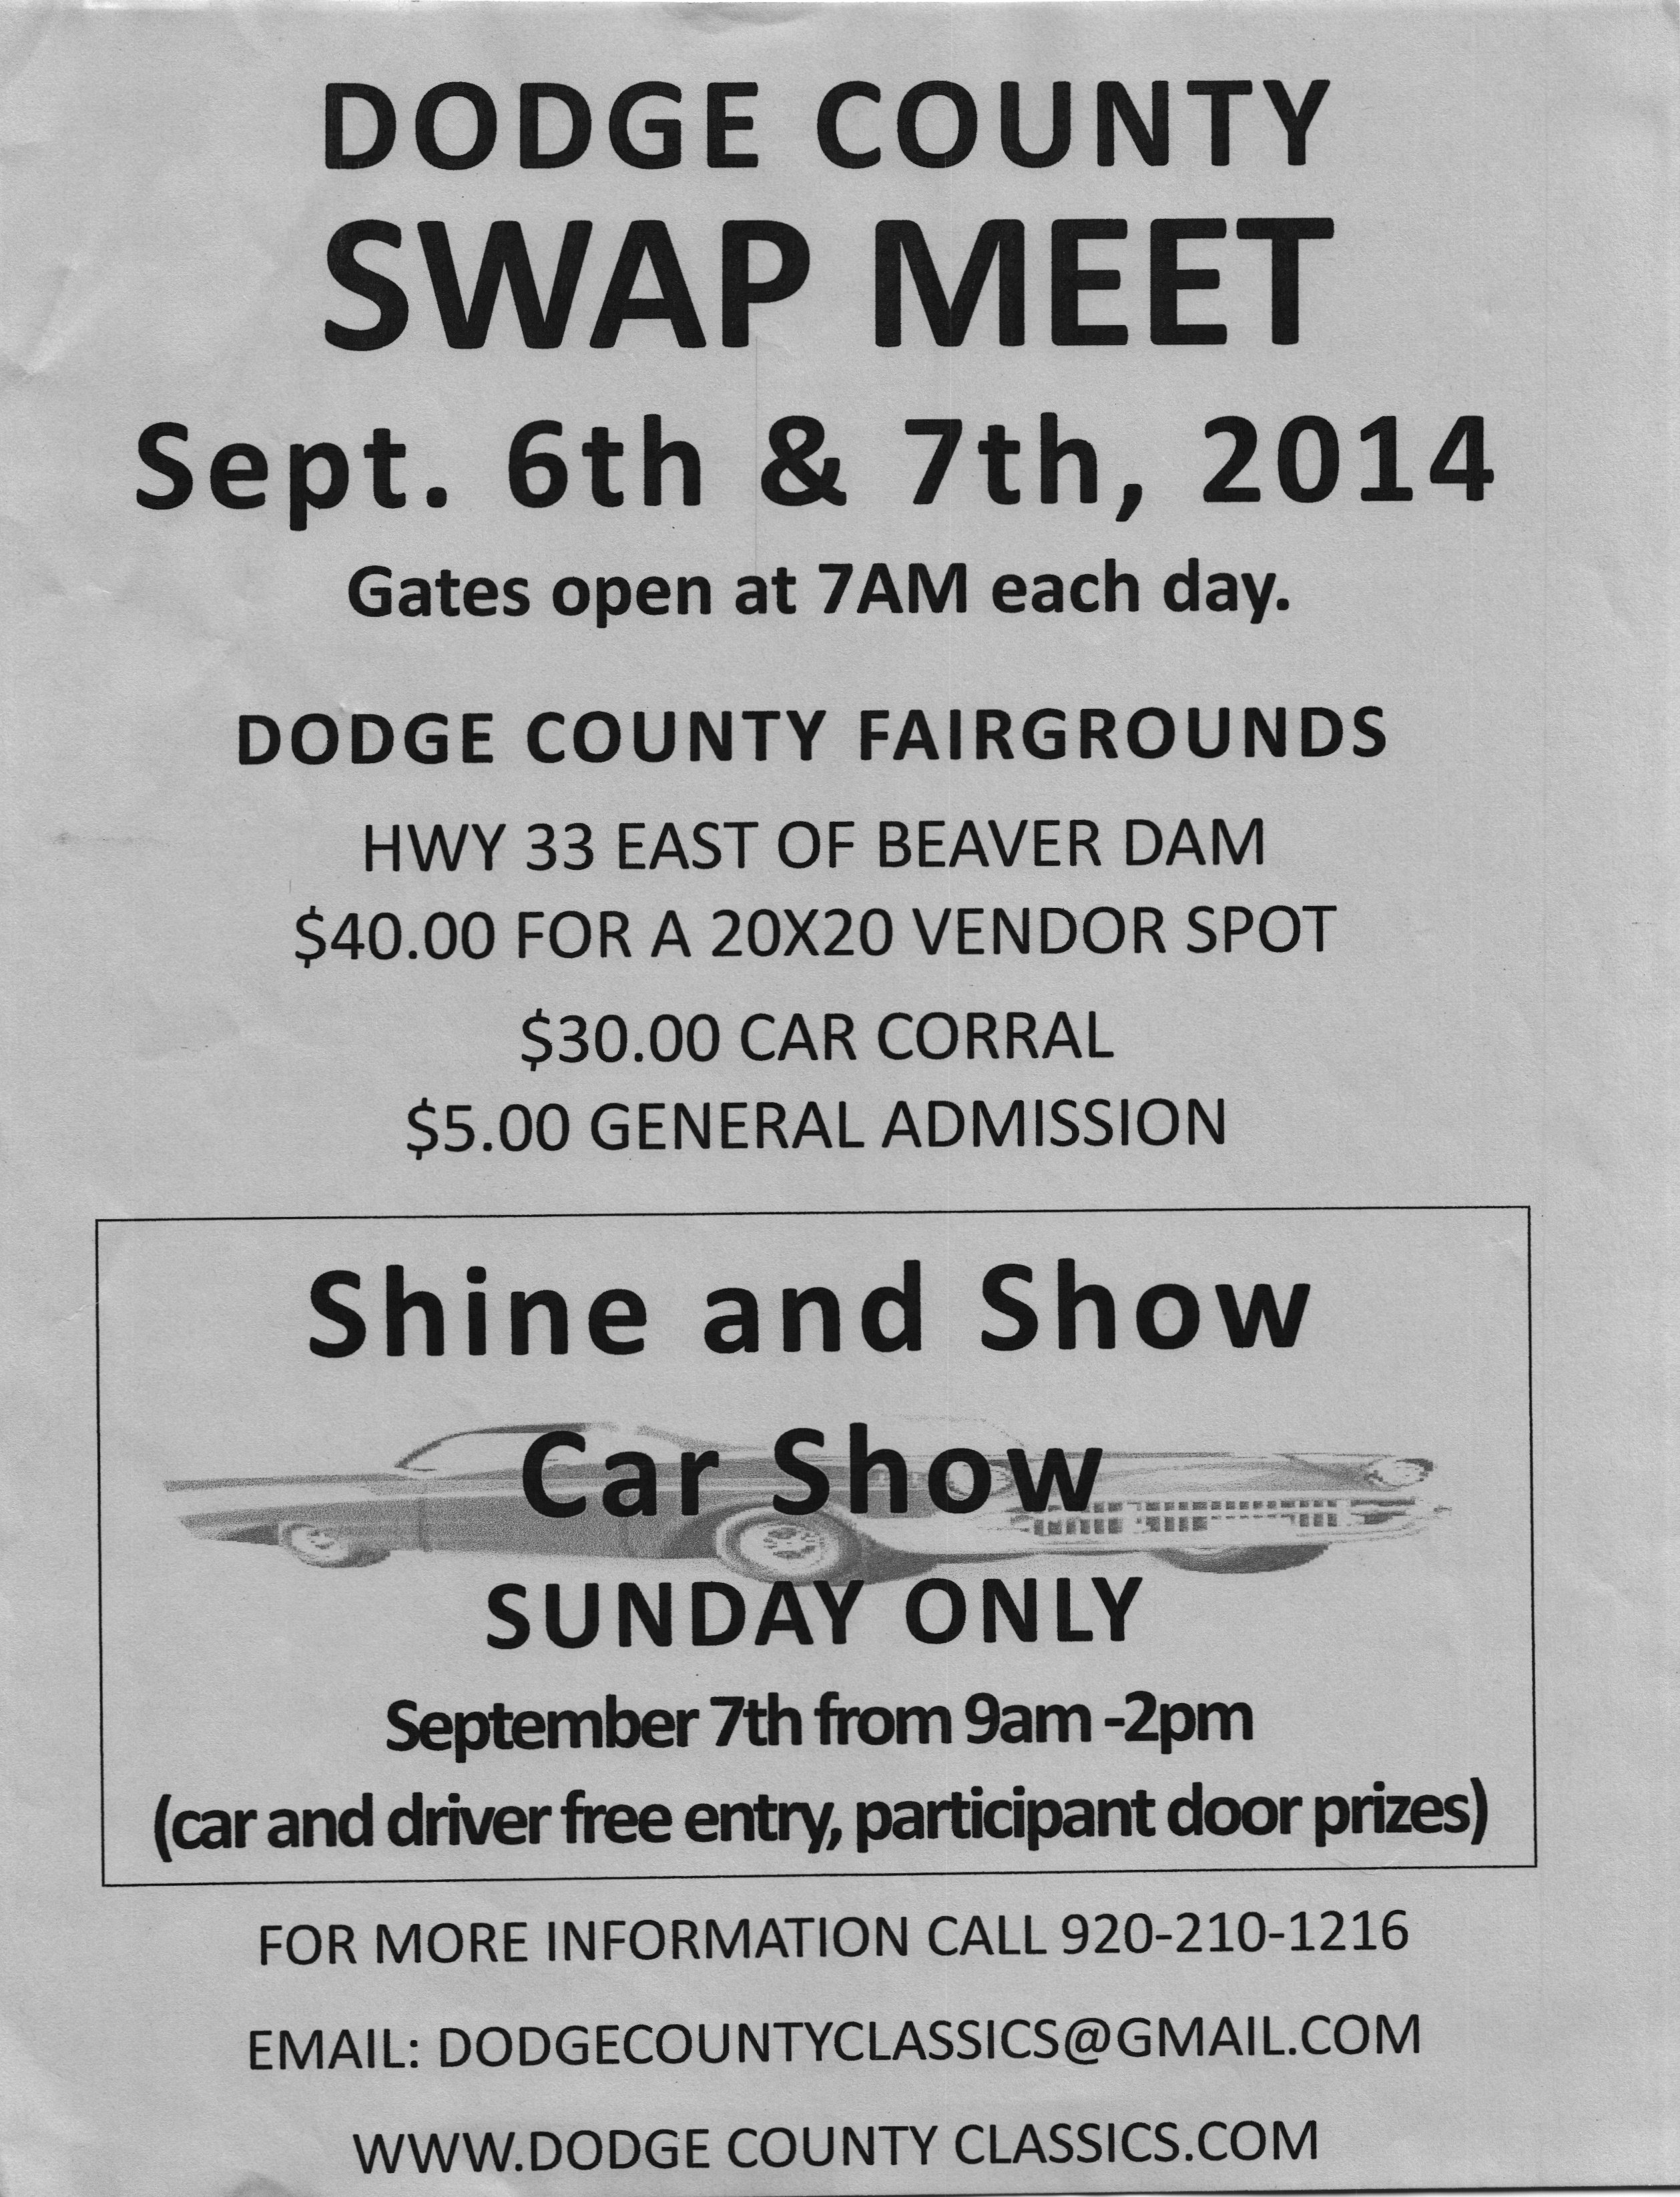 DODGE COUNTY
SWAP MEET
Sept. 6th & 7th, 2014
Gates open at 7AM each day.
DODGE COUNTY FAIRGROUNDS
HWY 33 EAST OF BEAVER DAM
$40.00 FOR A 20X20 VENDOR SPOT
$30.00 CAR CORRAL
$5.00 GENERAL ADMISSION
Shine and Show
Car Show
SUNDAY ONLY
September 7th from 9am -2pm
(car and driver free entry, participant door prizes)
FOR MORE INFORMATION CALL 920-210-1216
EMAIL: DODGECOUNTYCLASSICS@GMAIL.COM
WWW.DODGE COUNTY CLASSICS.COM